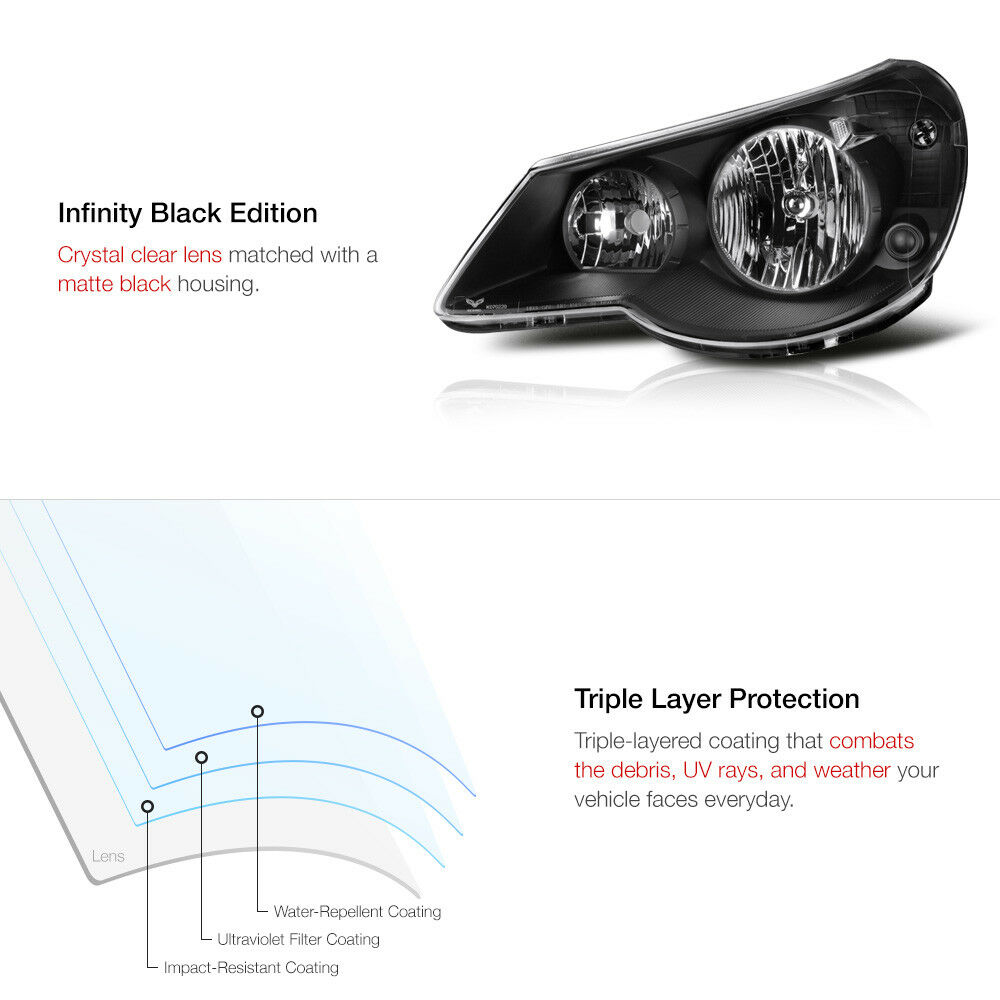 Infinity Black Edition
Crystal clear lens matched with a
matte black housing.
Triple Layer Protection
Triple-layered coating that combats
the debris, UV rays, and weather your
vehicle faces everyday.
Lens
Water-Repellent Coating
Ultraviolet Filter Coating
Impact-Resistant Coating